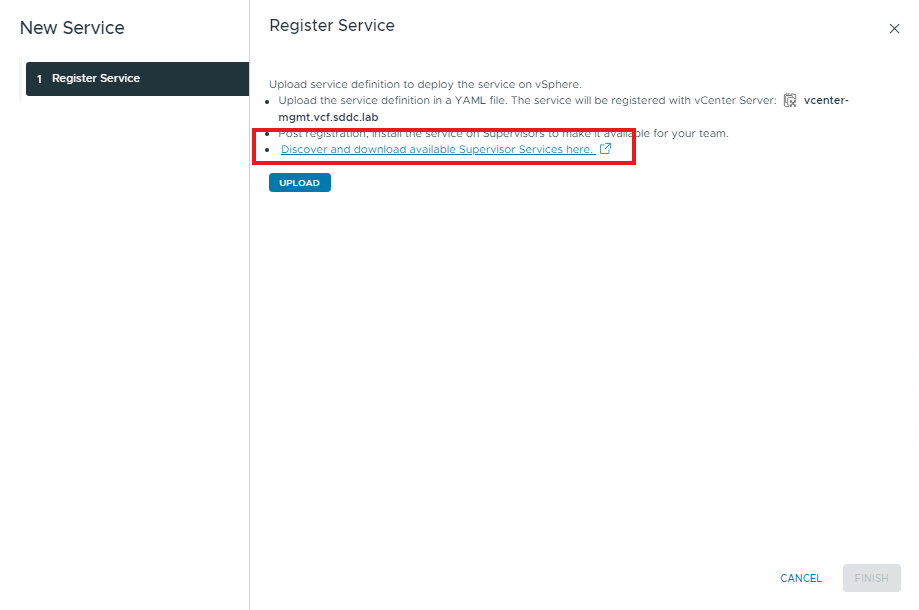 New Service
1 Register Service
Register Service
Upload service definition to deploy the service on vSphere.
• Upload the service definition in a YAML file. The service will be registered with vCenter Server: vcenter-
mgmt.vcf.sddc.lab
• Post registration, install the service on Supervisors to make it available for your team.
• Discover and download available Supervisor Services here.
UPLOAD
CANCEL FINISH